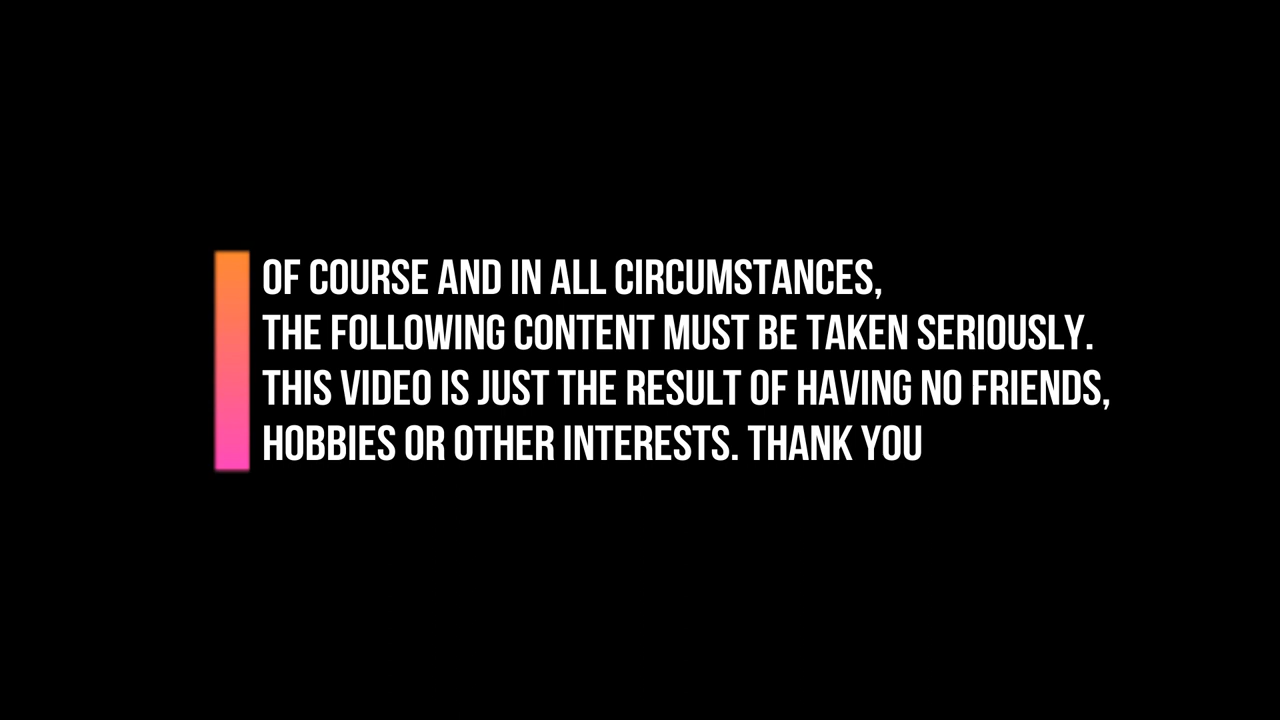 OF COURSE AND IN ALL CIRCUMSTANCES,
THE FOLLOWING CONTENT MUST BE TAKEN SERIOUSLY.
THIS VIDEO IS JUST THE RESULT OF HAVING NO FRIENDS,
HOBBIES OR OTHER INTERESTS. THANK YOU